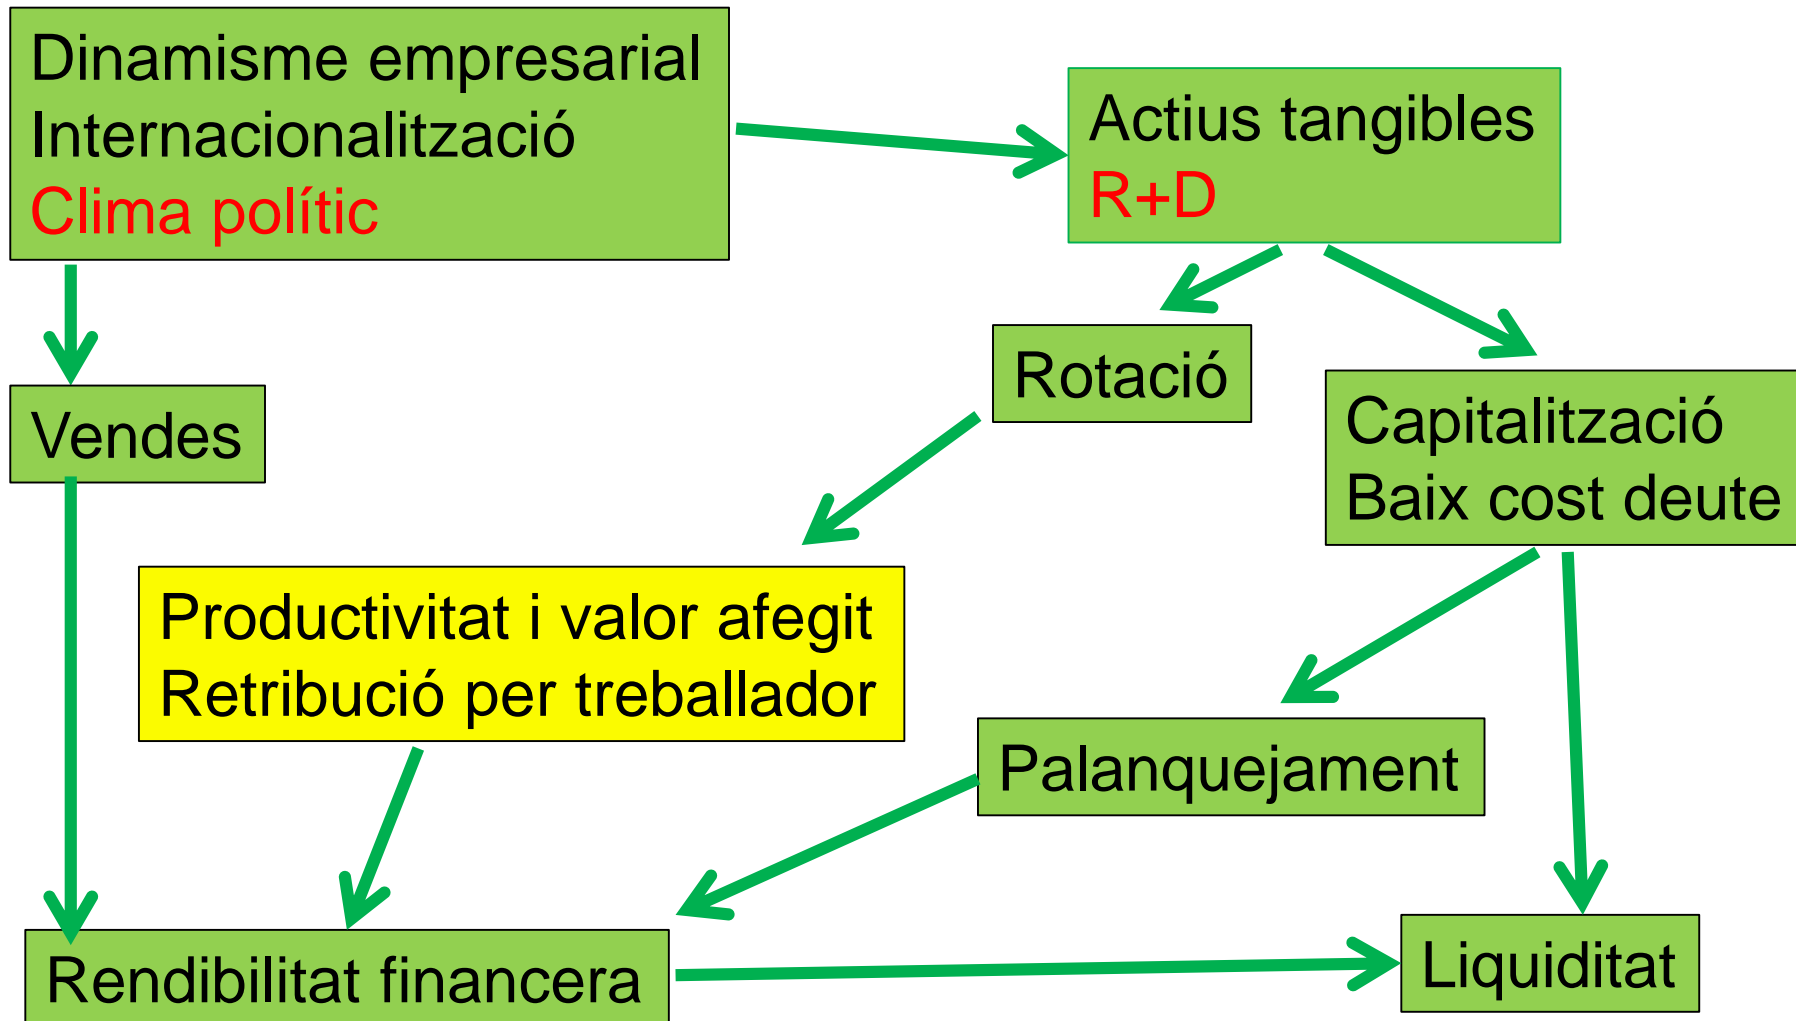 Dinamisme empresarial
Internacionalització
Clima polític
Actius tangibles
R+D
Rotació
Vendes
Capitalització
Baix cost deute
Productivitat i valor afegit
Retribució per treballador
Palanquejament
Rendibilitat financera
Liquiditat